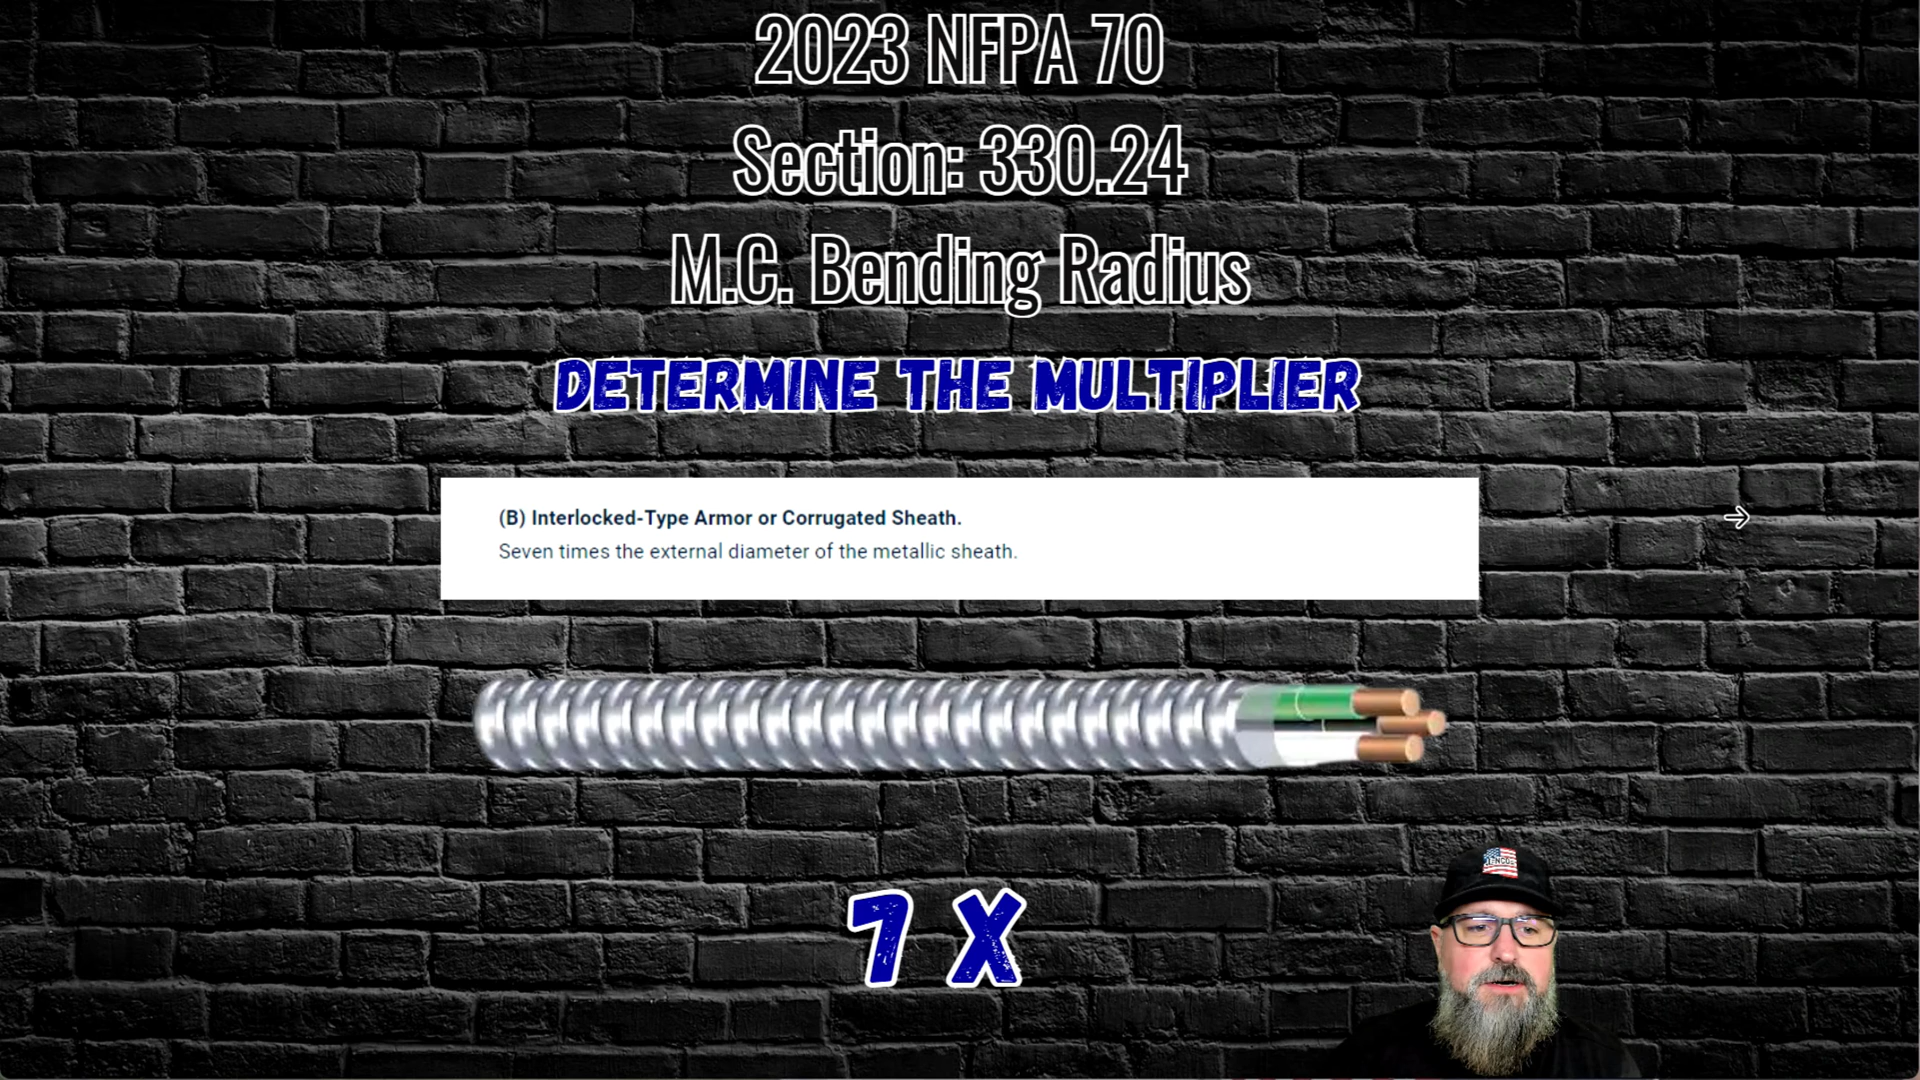 2023 NFPA 70
Section: 330.24
M.C. Bending Radius
DETERMINE THE MULTIPLIER
(B) Interlocked-Type Armor or Corrugated Sheath.
Seven times the external diameter of the metallic sheath.
7 X